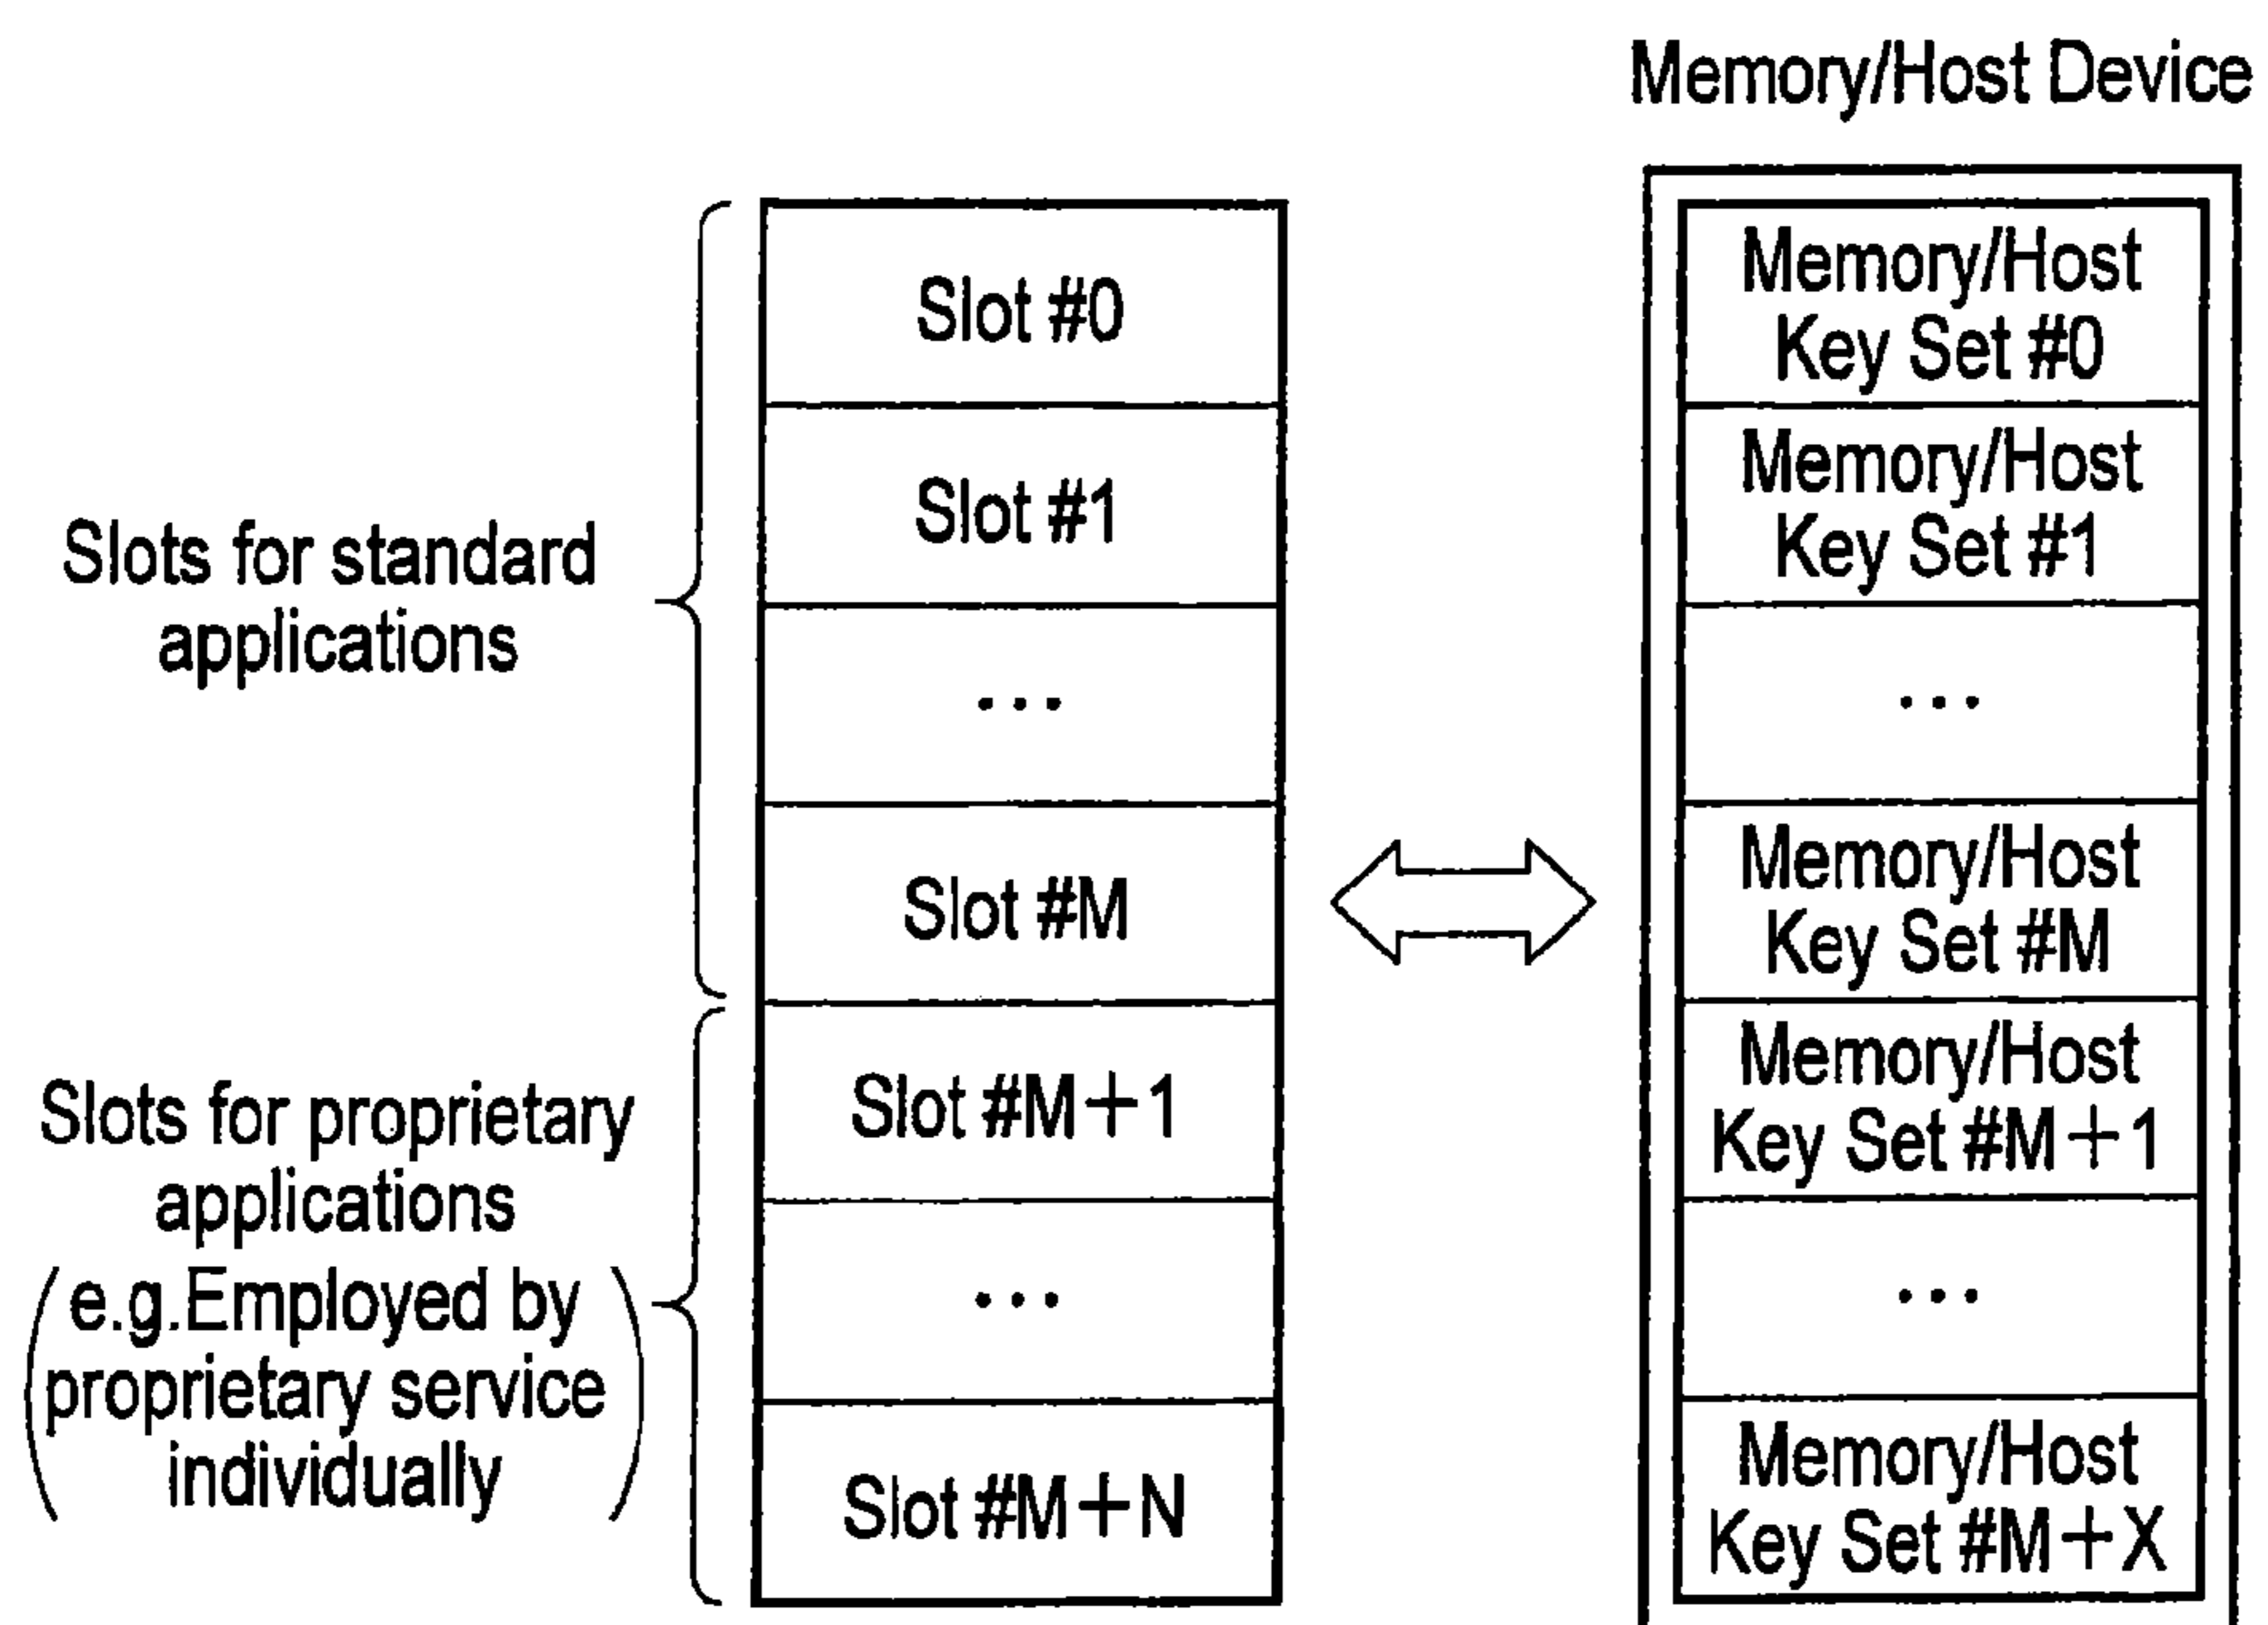 Memory/Host Device
Slots for standard
applications
Slots for proprietary
applications
(e.g.Employed by
proprietary service
individually)
Slot #0
Slot #1
...
Slot #M
Slot #M+1
...
Slot #M+N
Memory/Host
Key Set #0
Memory/Host
Key Set #1
...
Memory/Host
Key Set #M
Memory/Host
Key Set #M+1
...
Memory/Host
Key Set #M+X